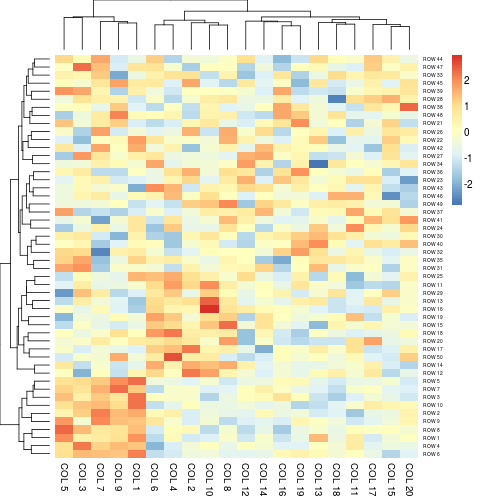 ROW 44
ROW 47
ROW 33
ROW 45
ROW 39
ROW 28
ROW 38
ROW 48
ROW 21
ROW 26
ROW 22
ROW 42
ROW 27
ROW 34
ROW 36
ROW 23
ROW 43
ROW 46
ROW 49
ROW 37
ROW 41
ROW 24
ROW 30
ROW 40
ROW 32
ROW 35
ROW 31
ROW 25
ROW 11
ROW 29
ROW 13
ROW 16
ROW 19
ROW 15
ROW 18
ROW 20
ROW 17
ROW 50
ROW 14
ROW 12
ROW 5
ROW 7
ROW 3
ROW 10
ROW 2
ROW 9
ROW 8
ROW 1
ROW 4
ROW 6
2
1
0
-1
-2
COL 5
COL 3
COL 7
COL 9
COL 1
COL 6
COL 4
COL 2
COL 10
COL 8
COL 12
COL 14
COL 16
COL 19
COL 13
COL 18
COL 11
COL 17
COL 15
COL 20